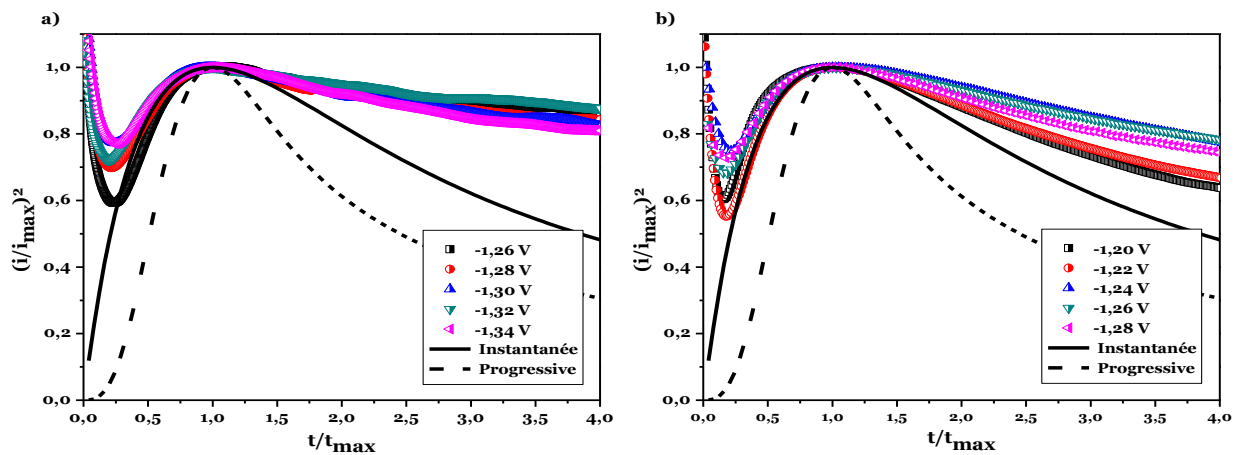 a)
(i/i_max)²
1,0
0,8
0,6
0,4
0,2
0,0
0,0 0,5 1,0 1,5 2,0 2,5 3,0 3,5 4,0
t/t_max
-1,26 V
-1,28 V
-1,30 V
-1,32 V
-1,34 V
Instantanée
Progressive
b)
(i/i_max)²
1,0
0,8
0,6
0,4
0,2
0,0
0,0 0,5 1,0 1,5 2,0 2,5 3,0 3,5 4,0
t/t_max
-1,20 V
-1,22 V
-1,24 V
-1,26 V
-1,28 V
Instantanée
Progressive